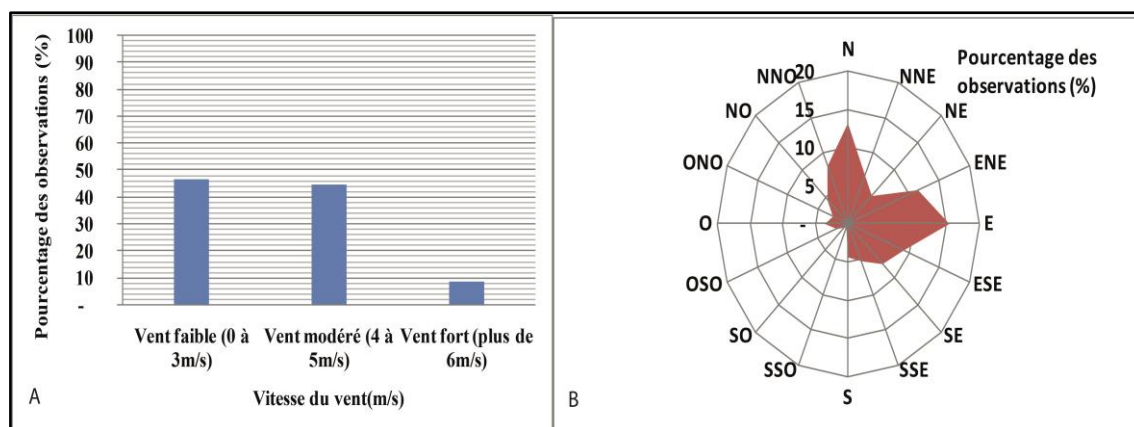 Pourcentage des observations (%)
100
90
80
70
60
50
40
30
20
10
-
Vent faible (0 à
3m/s)
Vent modéré (4 à
5m/s)
Vent fort (plus de
6m/s)
Vitesse du vent(m/s)
A
Pourcentage des
observations (%)
N
NNE
NE
ENE
E
ESE
SE
SSE
S
SSO
SO
OSO
O
ONO
NO
NNO
20
15
10
5
-
B